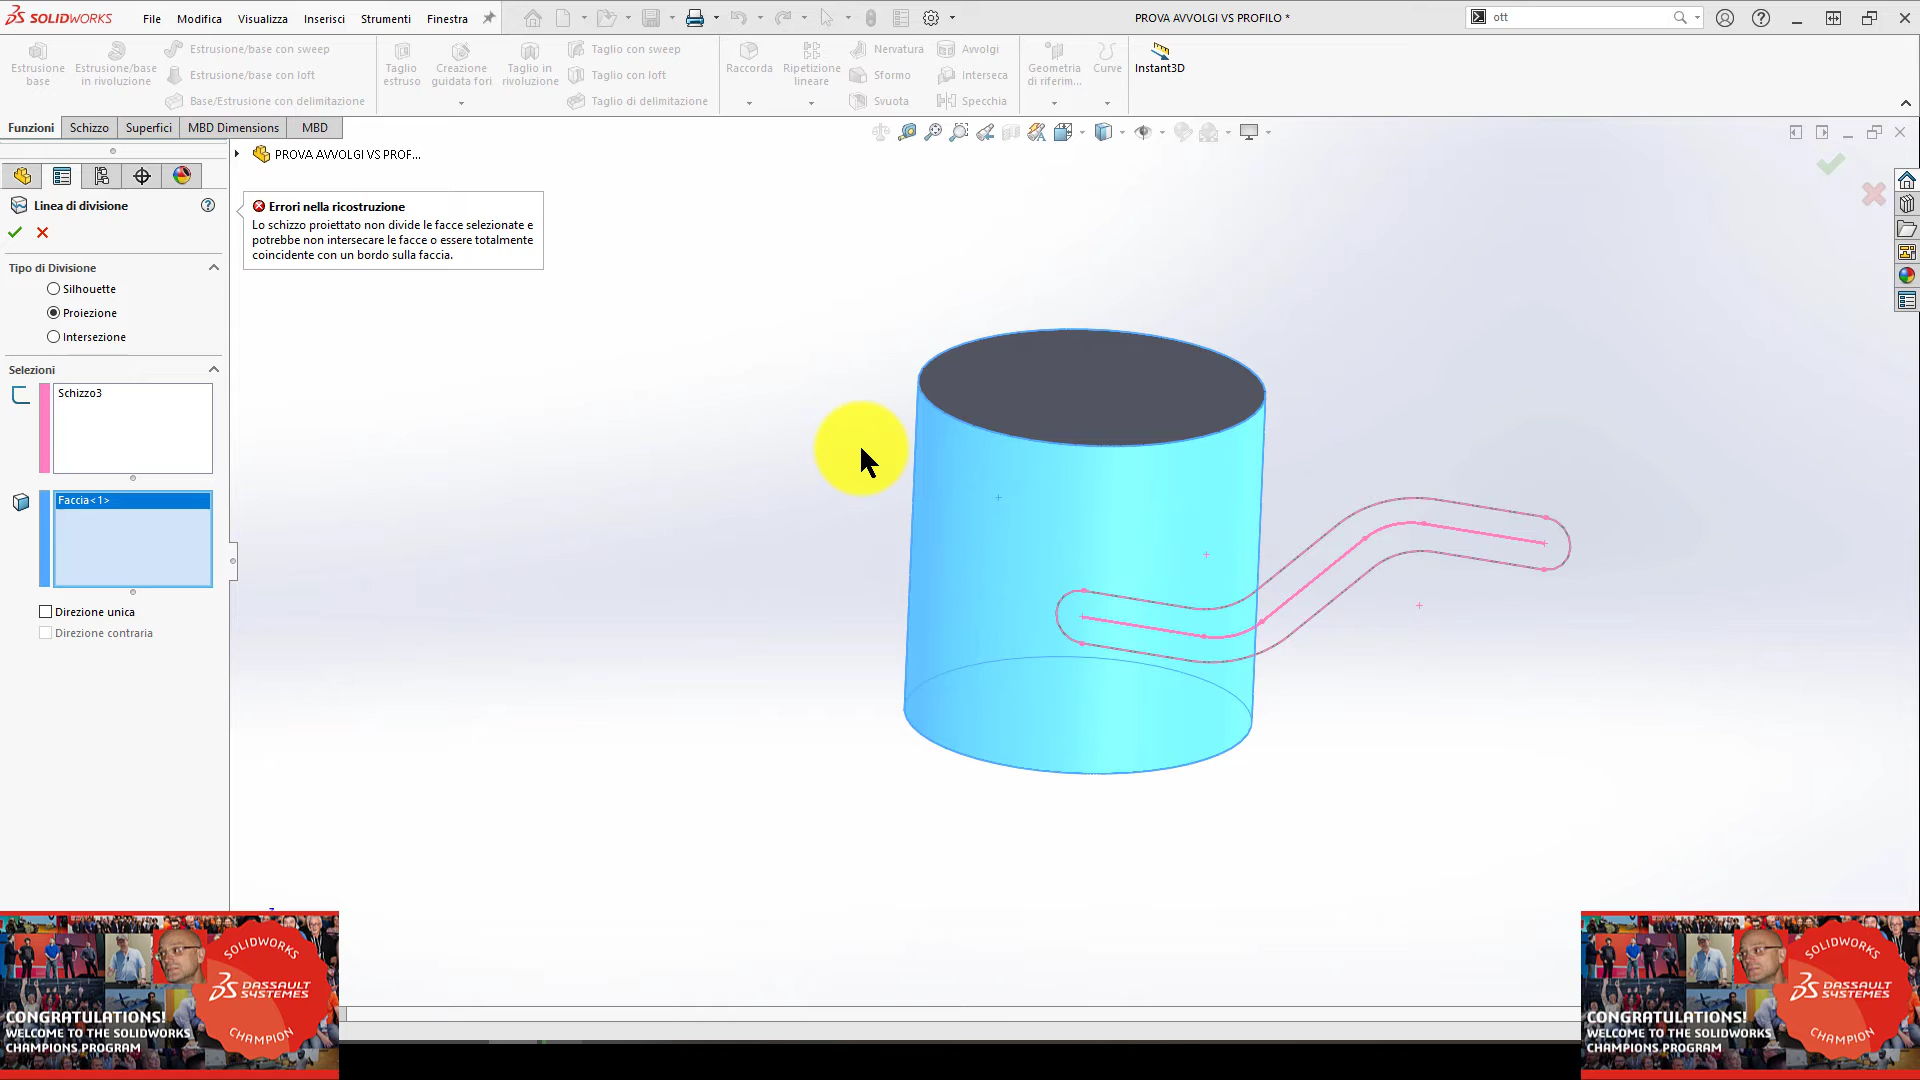 SOLIDWORKS
File Modifica Visualizza Inserisci Strumenti Finestra
PROVA AVVOLGI VS PROFILO *
ott
Estrusione base
Estrusione/base in rivoluzione
Estrusione/base con sweep
Estrusione/base con loft
Base/Estrusione con delimitazione
Taglio estruso
Creazione guidata fori
Taglio in rivoluzione
Taglio con sweep
Taglio con loft
Taglio di delimitazione
Raccorda
Ripetizione lineare
Nervatura
Sformo
Svuota
Avvolgi
Interseca
Specchia
Geometria di riferim...
Curve
Instant3D
Funzioni Schizzo Superfici MBD Dimensions MBD
PROVA AVVOLGI VS PROF...
Linea di divisione
Tipo di Divisione
Silhouette
Proiezione
Intersezione
Selezioni
Schizzo3
Faccia<1>
Direzione unica
Direzione contraria
Errori nella ricostruzione
Lo schizzo proiettato non divide le facce selezionate e
potrebbe non intersecare le facce o essere totalmente
coincidente con un bordo sulla faccia.
SOLIDWORKS
DASSAULT
SYSTEMES
CHAMPION
CONGRATULATIONS!
WELCOME TO THE SOLIDWORKS
CHAMPIONS PROGRAM
SOLIDWORKS
DASSAULT
SYSTEMES
CHAMPION
CONGRATULATIONS!
WELCOME TO THE SOLIDWORKS
CHAMPIONS PROGRAM